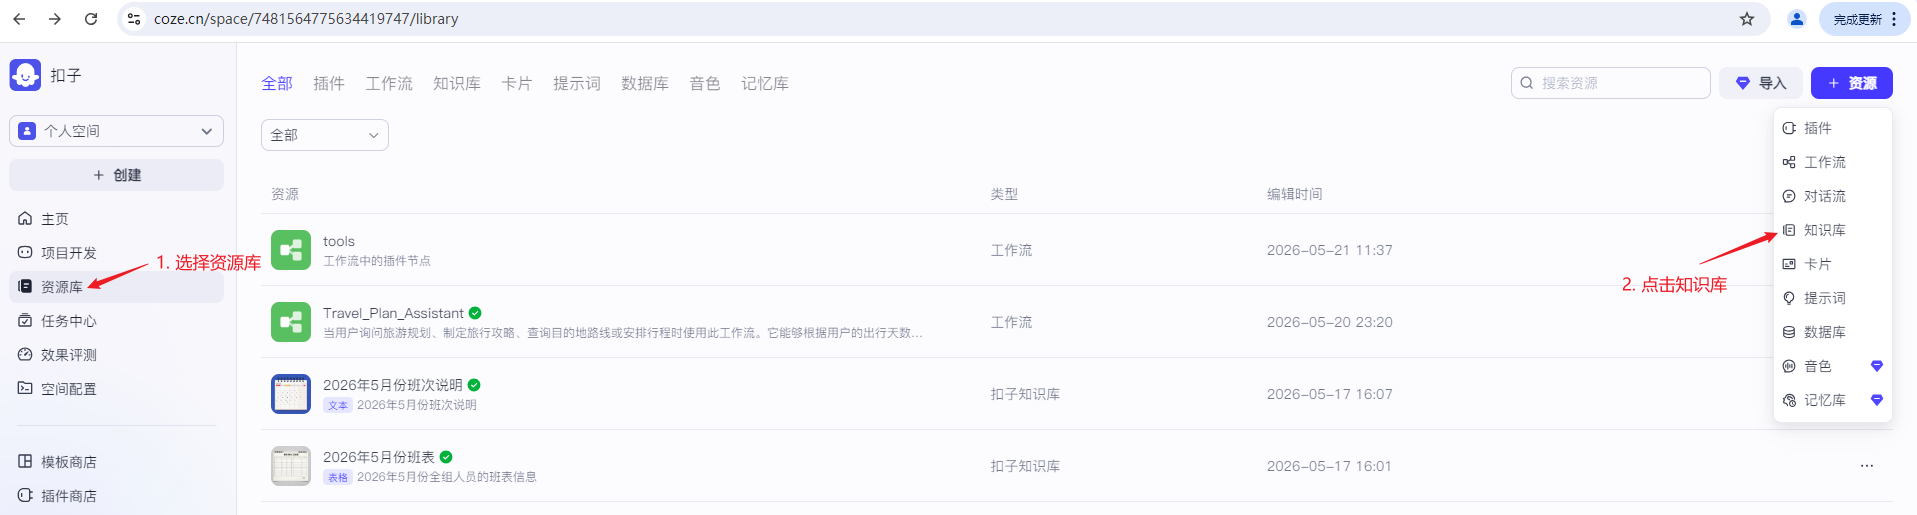 coze.cn/space/7481564775634419747/library
完成更新
扣子
个人空间
+ 创建
主页
项目开发
资源库
任务中心
效果评测
空间配置
模板商店
插件商店
1. 选择资源库
全部 插件 工作流 知识库 卡片 提示词 数据库 音色 记忆库
搜索资源
导入
+ 资源
全部
资源 类型 编辑时间
tools
工作流中的插件节点
工作流
2026-05-21 11:37
Travel_Plan_Assistant
当用户询问旅游规划、制定旅行攻略、查询目的地路线或安排行程时使用此工作流。它能够根据用户的出行天数...
工作流
2026-05-20 23:20
2026年5月份班次说明
文本 2026年5月份班次说明
扣子知识库
2026-05-17 16:07
2026年5月份班表
表格 2026年5月份全组人员的班表信息
扣子知识库
2026-05-17 16:01
插件
工作流
对话流
知识库
卡片
提示词
数据库
音色
记忆库
2. 点击知识库